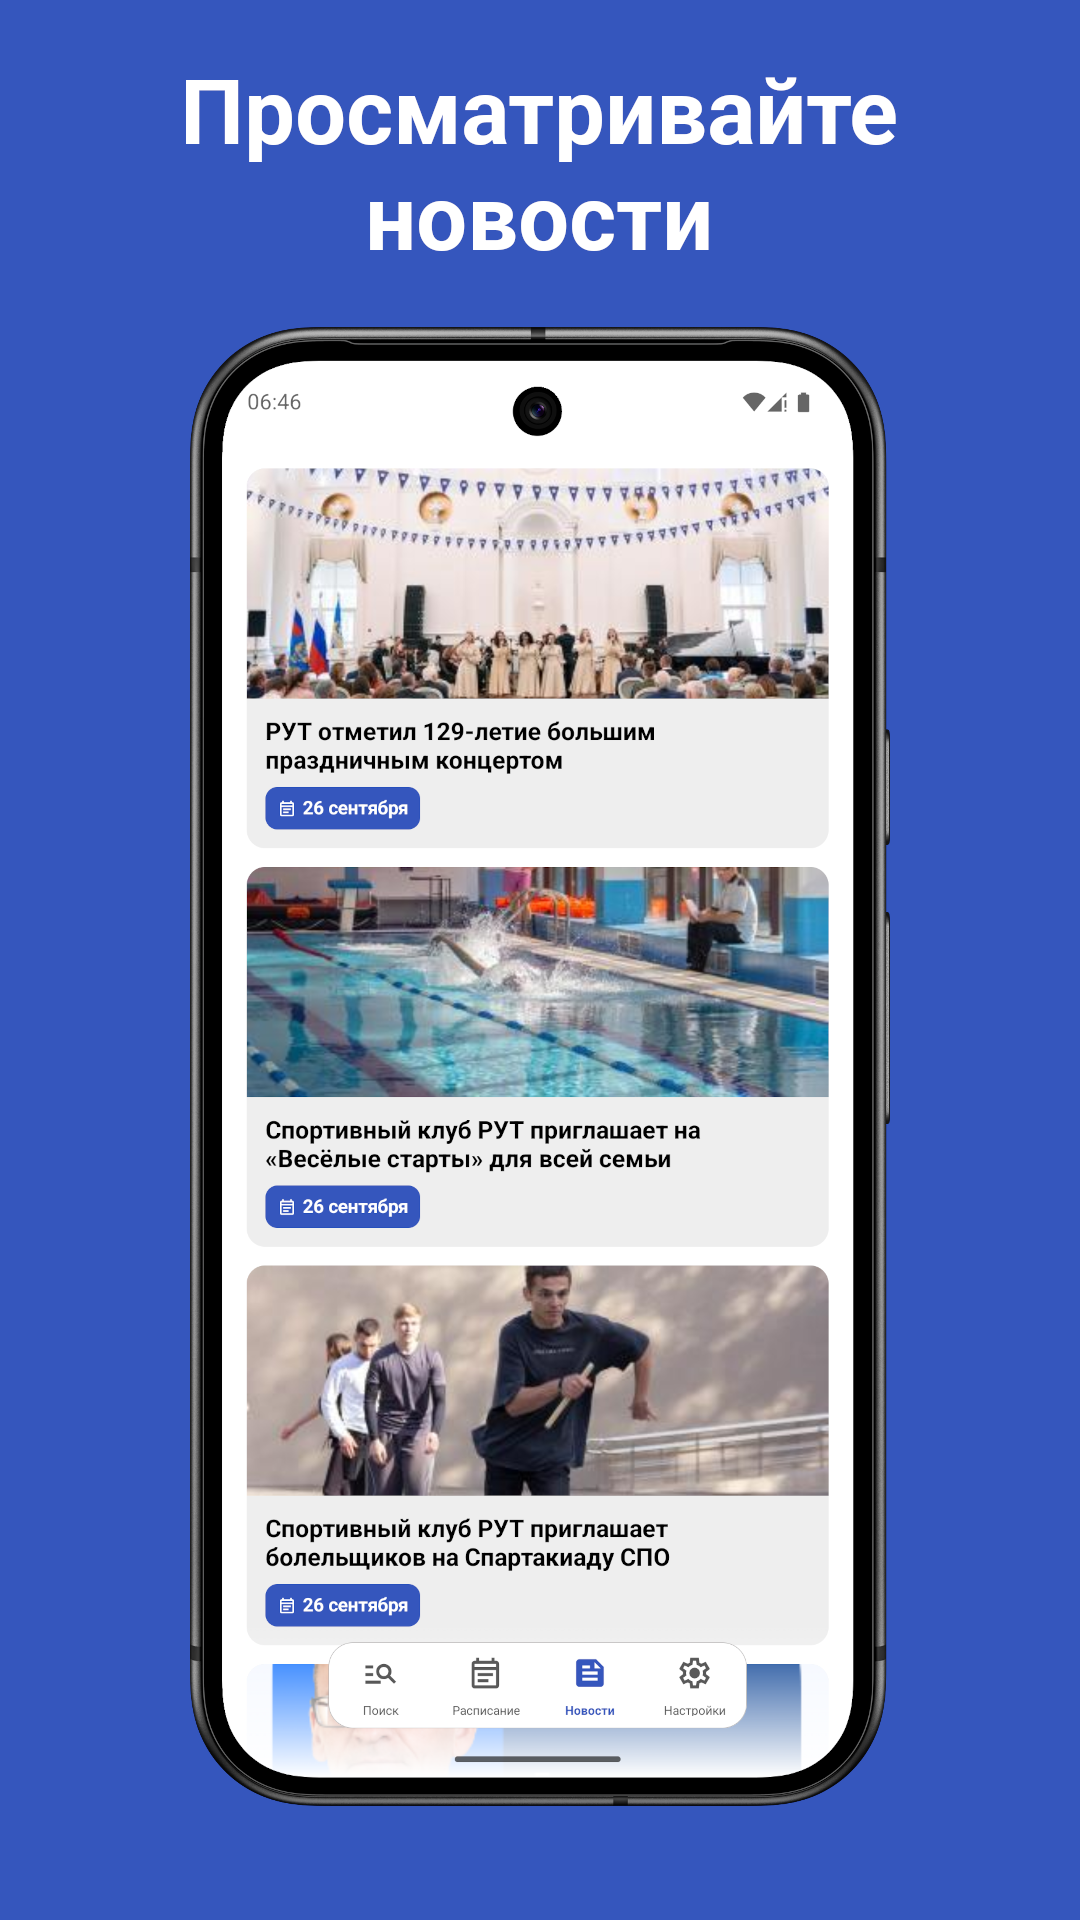 Просматривайте
новости
06:46
РУТ отметил 129-летие большим
праздничным концертом
26 сентября
Спортивный клуб РУТ приглашает на
«Весёлые старты» для всей семьи
26 сентября
Спортивный клуб РУТ приглашает
болельщиков на Спартакиаду СПО
26 сентября
Поиск
Расписание
Новости
Настройки